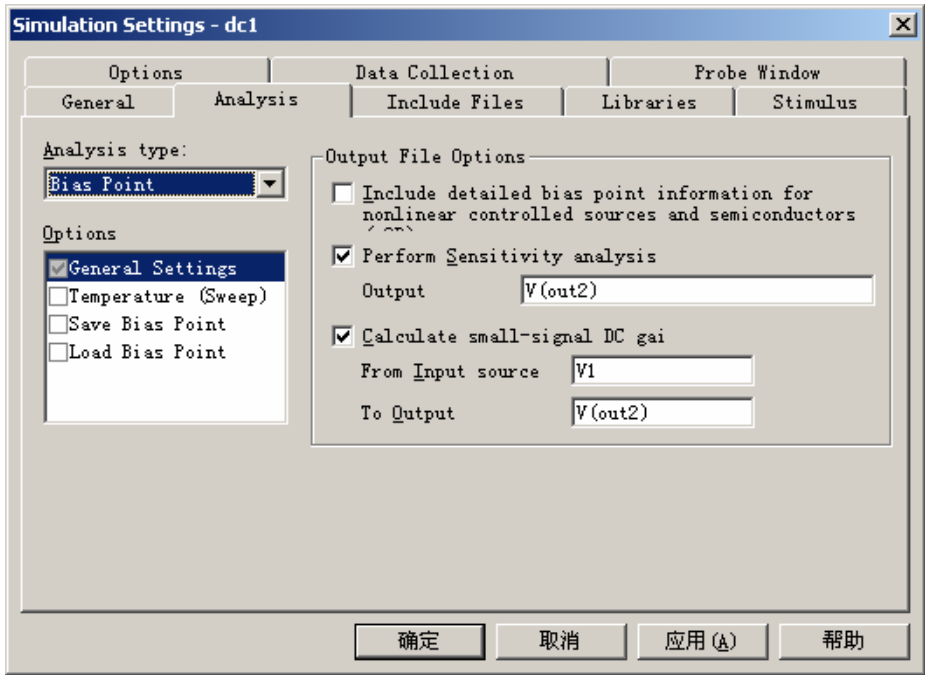 Simulation Settings - dc1
Options Data Collection Probe Window
General Analysis Include Files Libraries Stimulus
Analysis type:
Bias Point
Options
General Settings
Temperature (Sweep)
Save Bias Point
Load Bias Point
Output File Options
Include detailed bias point information for
nonlinear controlled sources and semiconductors
Perform Sensitivity analysis
Output V(out2)
Calculate small-signal DC gai
From Input source V1
To Output V(out2)
确定 取消 应用(A) 帮助